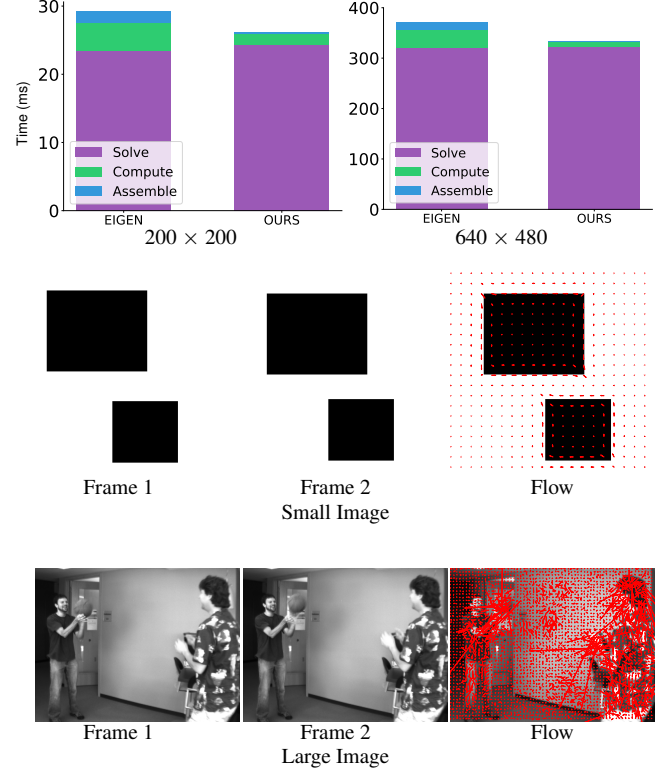 30
20
10
0
Time (ms)
Solve
Compute
Assemble
EIGEN
OURS
200 × 200
400
300
200
100
0
Solve
Compute
Assemble
EIGEN
OURS
640 × 480
Frame 1
Frame 2
Flow
Small Image
Frame 1
Frame 2
Flow
Large Image